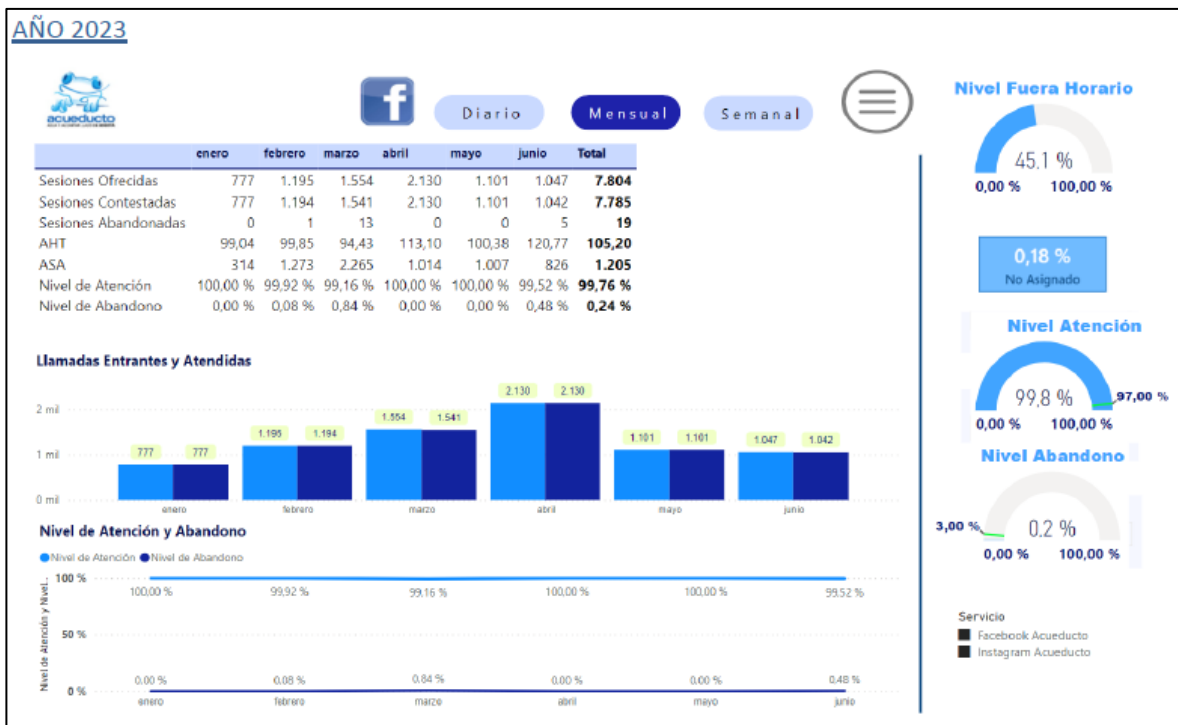 AÑO 2023
acueducto
f
Diario
Mensual
Semanal
enero febrero marzo abril mayo junio Total
Sesiones Ofrecidas 777 1.195 1.554 2.130 1.101 1.047 7.804
Sesiones Contestadas 777 1.194 1.541 2.130 1.101 1.042 7.785
Sesiones Abandonadas 0 1 13 0 0 5 19
AHT 99,04 99,85 94,43 113,10 100,38 120,77 105,20
ASA 314 1.273 2.265 1.014 1.007 826 1.205
Nivel de Atención 100,00 % 99,92 % 99,16 % 100,00 % 100,00 % 99,52 % 99,76 %
Nivel de Abandono 0,00 % 0,08 % 0,84 % 0,00 % 0,00 % 0,48 % 0,24 %
Llamadas Entrantes y Atendidas
2 mil
1 mil
0 mil
777 777
1.195 1.194
1.554 1.541
2.130 2.130
1.101 1.101
1.047 1.042
enero febrero marzo abril mayo junio
Nivel de Atención y Abandono
Nivel de Atención Nivel de Abandono
Nivel de Atención y Nivel...
100 %
50 %
0 %
100,00 % 99,92 % 99,16 % 100,00 % 100,00 % 99,52 %
0,00 % 0,08 % 0,84 % 0,00 % 0,00 % 0,48 %
enero febrero marzo abril mayo junio
Nivel Fuera Horario
45.1 %
0,00 % 100,00 %
0,18 %
No Asignado
Nivel Atención
99,8 %
97,00 %
0,00 % 100,00 %
Nivel Abandono
3,00 %
0.2 %
0,00 % 100,00 %
Servicio
Facebook Acueducto
Instagram Acueducto